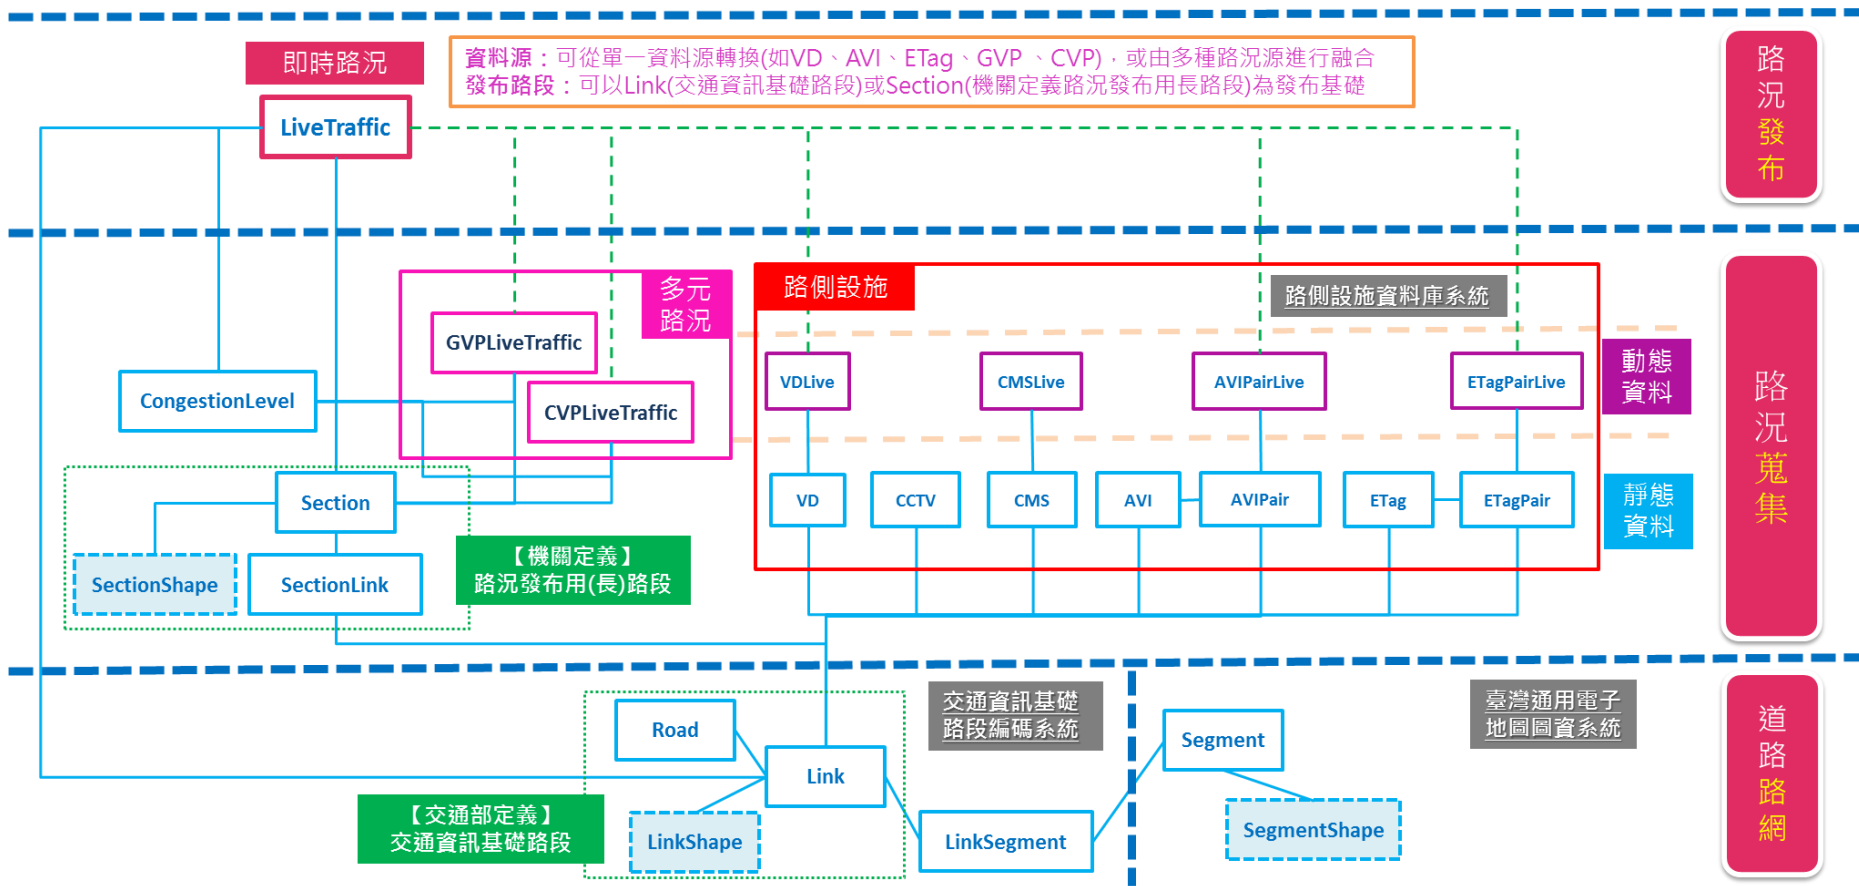 即時路況
資料源：可從單一資料源轉換(如VD、AVI、ETag、GVP 、CVP)，或由多種路況源進行融合
發布路段：可以Link(交通資訊基礎路段)或Section(機關定義路況發布用長路段)為發布基礎
LiveTraffic
路況發布
多元
路況
路側設施
路側設施資料庫系統
GVPLiveTraffic
CVPLiveTraffic
CongestionLevel
VDLive
CMSLive
AVIPairLive
ETagPairLive
動態
資料
路況蒐集
Section
VD
CCTV
CMS
AVI
AVIPair
ETag
ETagPair
靜態
資料
SectionShape
SectionLink
【機關定義】
路況發布用(長)路段
交通資訊基礎
路段編碼系統
臺灣通用電子
地圖圖資系統
道路路網
Road
Link
Segment
【交通部定義】
交通資訊基礎路段
LinkShape
LinkSegment
SegmentShape